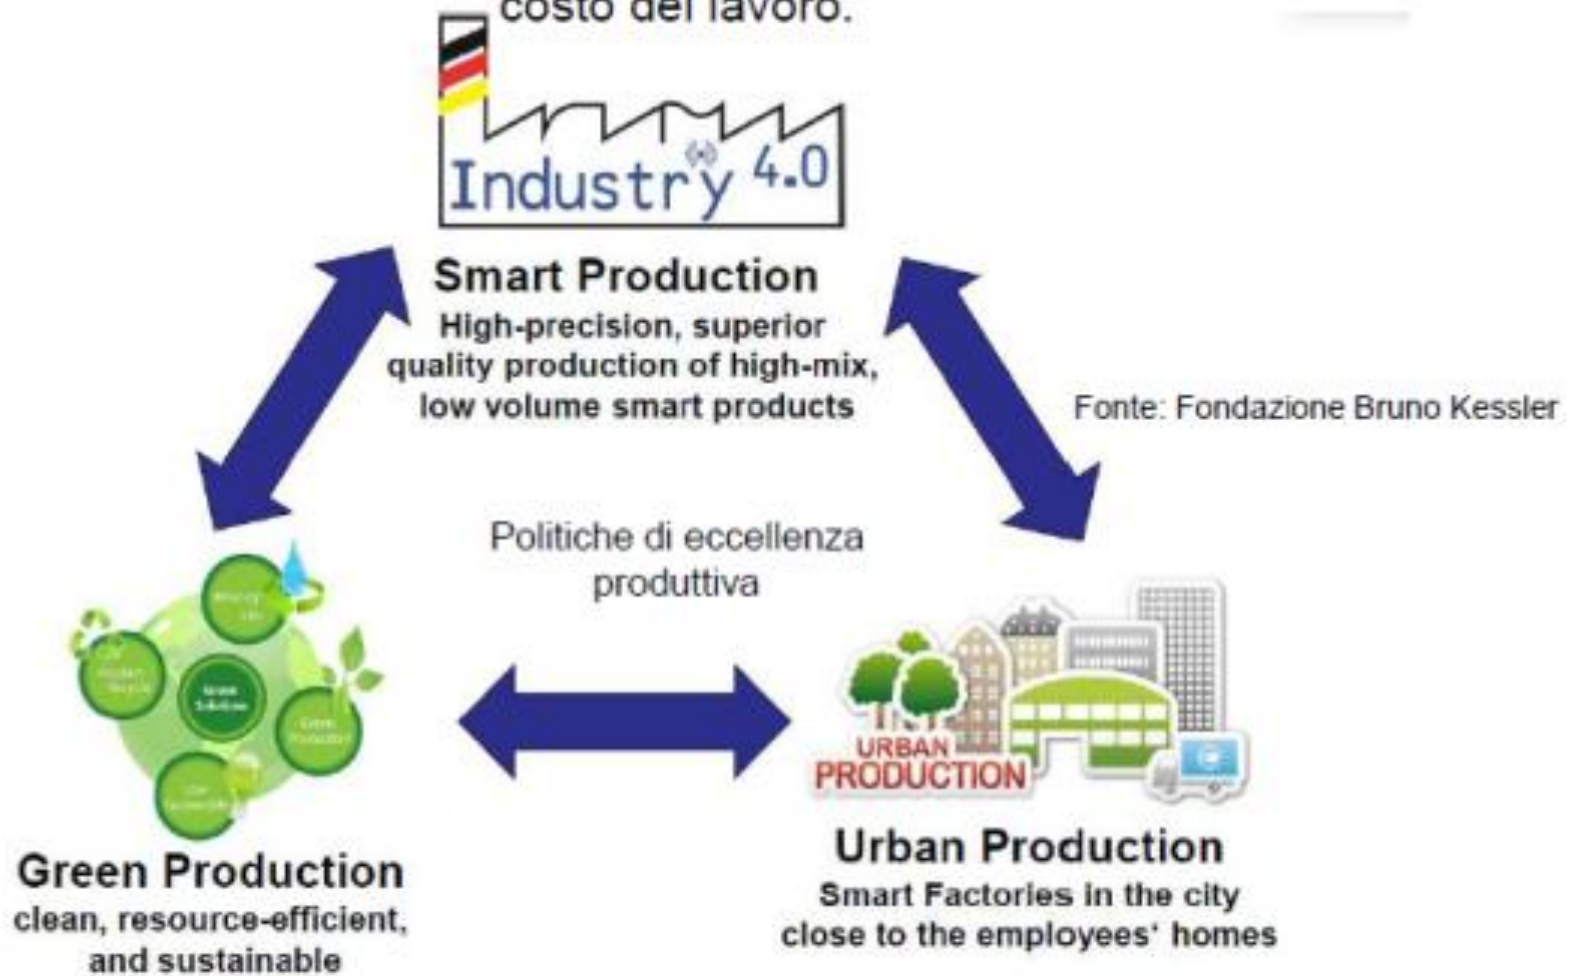 costo del lavoro.
Industry 4.0
Smart Production
High-precision, superior
quality production of high-mix,
low volume smart products
Fonte: Fondazione Bruno Kessler
Politiche di eccellenza
produttiva
Green
Solutions
URBAN
PRODUCTION
Green Production
clean, resource-efficient,
and sustainable
Urban Production
Smart Factories in the city
close to the employees' homes